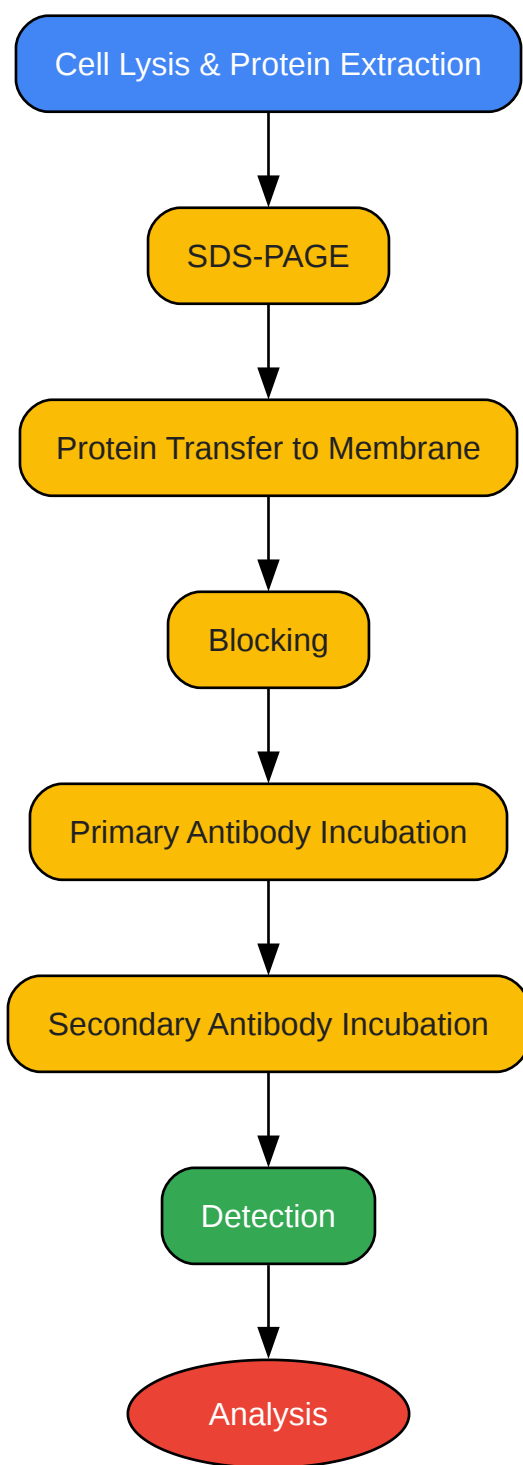 Cell Lysis & Protein Extraction
SDS-PAGE
Protein Transfer to Membrane
Blocking
Primary Antibody Incubation
Secondary Antibody Incubation
Detection
Analysis